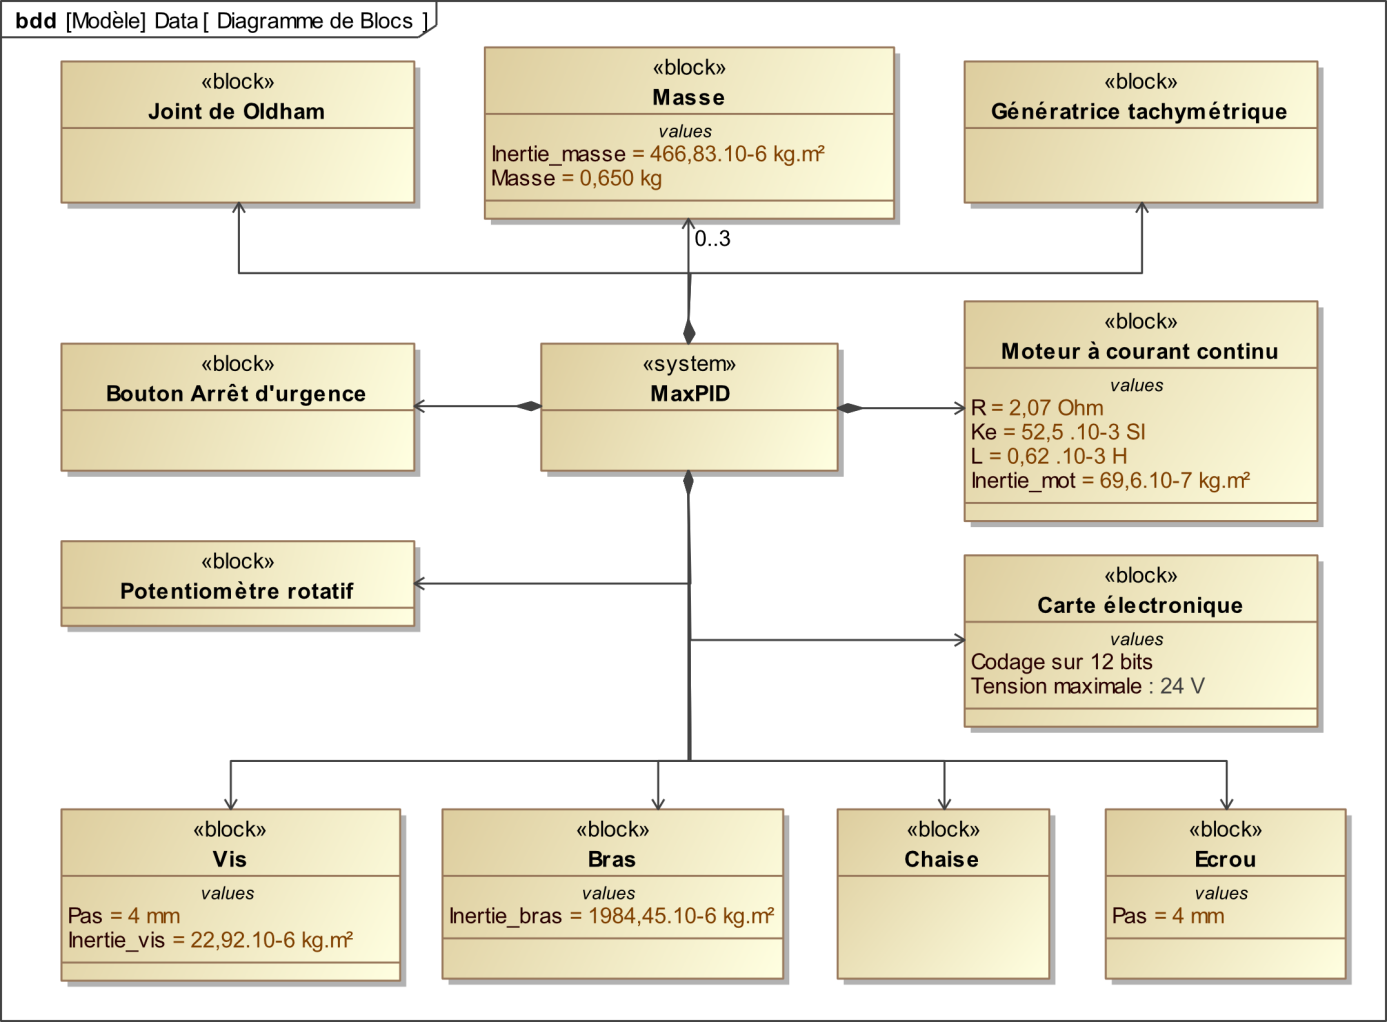 bdd [Modèle] Data [ Diagramme de Blocs ]
«block»
Joint de Oldham
«block»
Masse
values
Inertie_masse = 466,83.10-6 kg.m²
Masse = 0,650 kg
«block»
Génératrice tachymétrique
0..3
«block»
Bouton Arrêt d'urgence
«system»
MaxPID
«block»
Moteur à courant continu
values
R = 2,07 Ohm
Ke = 52,5 .10-3 SI
L = 0,62 .10-3 H
Inertie_mot = 69,6.10-7 kg.m²
«block»
Potentiomètre rotatif
«block»
Carte électronique
values
Codage sur 12 bits
Tension maximale : 24 V
«block»
Vis
values
Pas = 4 mm
Inertie_vis = 22,92.10-6 kg.m²
«block»
Bras
values
Inertie_bras = 1984,45.10-6 kg.m²
«block»
Chaise
«block»
Ecrou
values
Pas = 4 mm